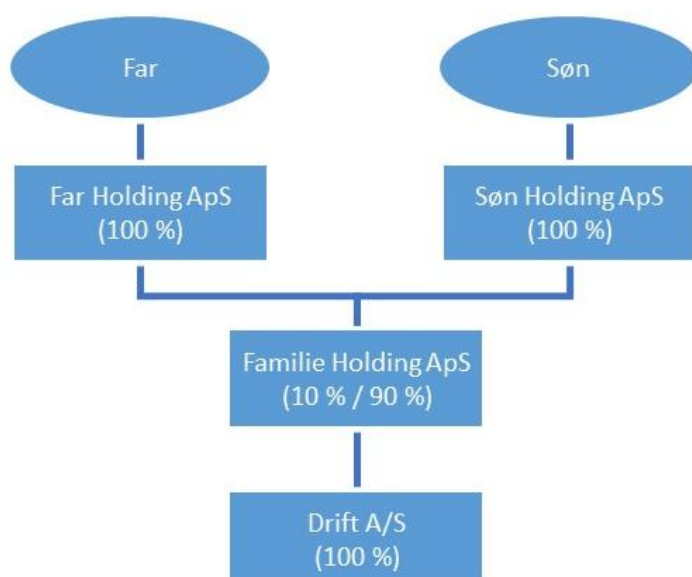 Far
Søn
Far Holding ApS
(100 %)
Søn Holding ApS
(100 %)
Familie Holding ApS
(10 % / 90 %)
Drift A/S
(100 %)